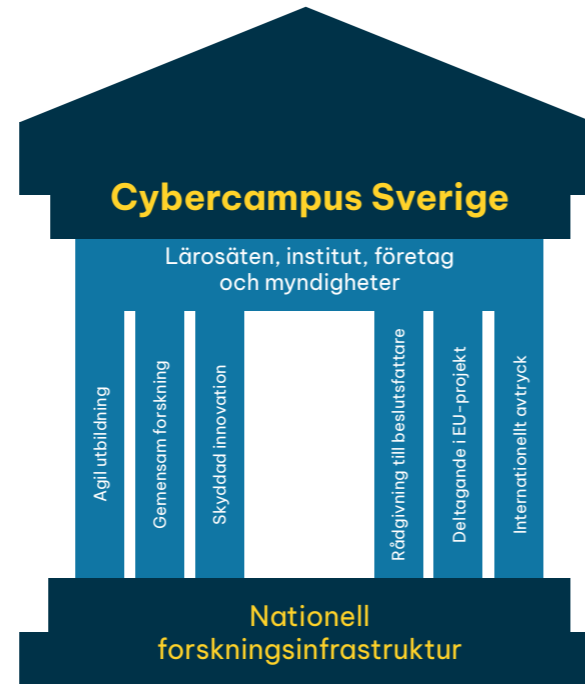 Cybercampus Sverige
Lärosäten, institut, företag
och myndigheter
Agil utbildning
Gemensam forskning
Skyddad innovation
Rådgivning till beslutsfattare
Deltagande i EU-projekt
Internationellt avtryck
Nationell
forskningsinfrastruktur